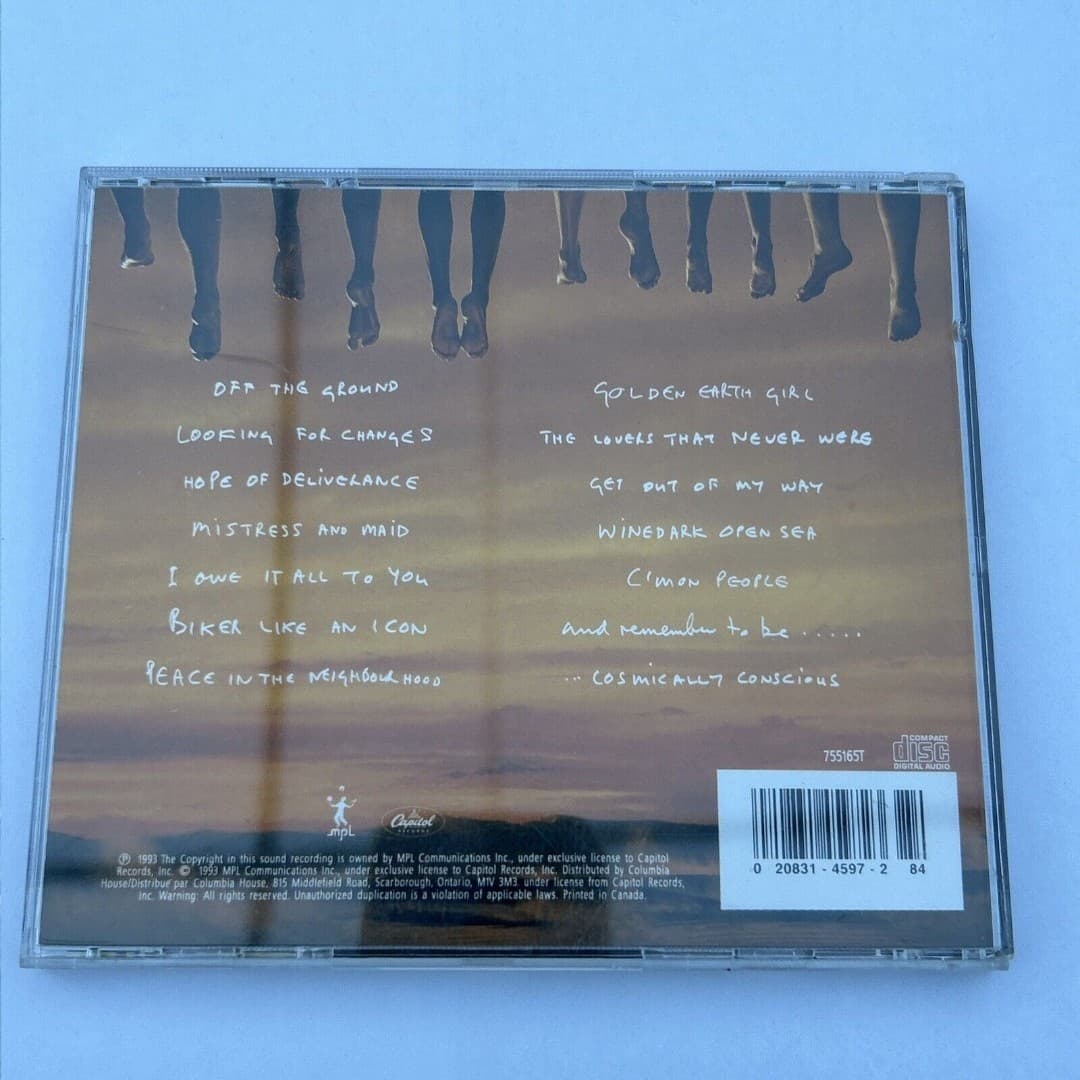 OFF THE GROUND
LOOKING FOR CHANGES
HOPE OF DELIVERANCE
MISTRESS AND MAID
I OWE IT ALL TO YOU
BIKER LIKE AN ICON
PEACE IN THE NEIGHBOURHOOD
GOLDEN EARTH GIRL
THE LOVERS THAT NEVER WERE
GET OUT OF MY WAY
WINEDARK OPEN SEA
C'MON PEOPLE
and remember to be .....
... COSMICALLY CONSCIOUS
755165T
COMPACT
disc
DIGITAL AUDIO
mpL
Capitol
RECORDS
℗ 1993 The Copyright in this sound recording is owned by MPL Communications Inc., under exclusive license to Capitol
Records, Inc. © 1993 MPL Communications Inc., under exclusive license to Capitol Records, Inc. Distributed by Columbia
House/Distribue par Columbia House, 815 Middlefield Road, Scarborough, Ontario, M1V 3M3. under license from Capitol Records,
Inc. Warning: All rights reserved. Unauthorized duplication is a violation of applicable laws. Printed in Canada.
0 20831-4597-2 84